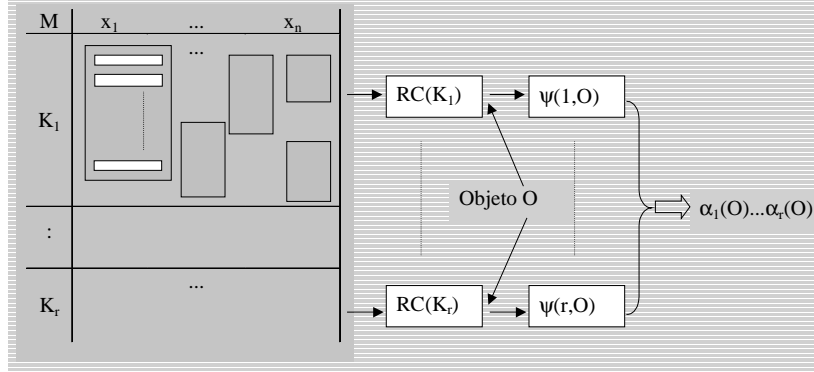 M x₁ ... xₙ
...
K₁
RC(K₁) ψ(1,O)
Objeto O
α₁(O)...αᵣ(O)
:
...
Kᵣ
RC(Kᵣ) ψ(r,O)